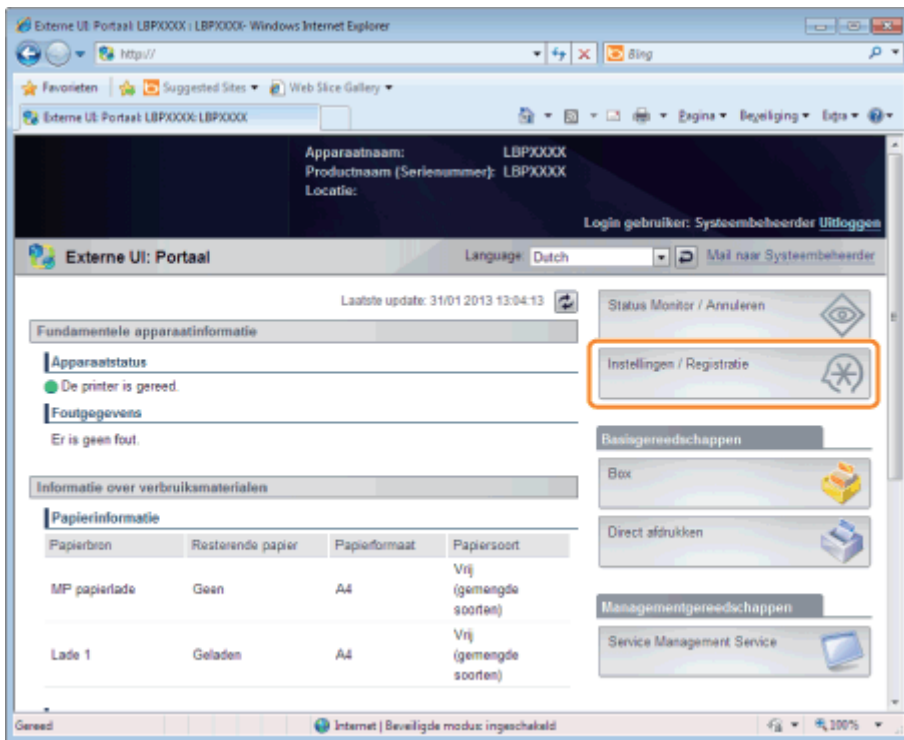 Externe UI: Portaal: LBPXXXX : LBPXXXX- Windows Internet Explorer
http://
Bing
Favorieten Suggested Sites Web Slice Gallery
Externe UI: Portaal: LBPXXXX: LBPXXXX
Pagina Beveiliging Extra
Apparaatnaam: LBPXXXX
Productnaam (Serienummer): LBPXXXX
Locatie:
Login gebruiker: Systeembeheerder Uitloggen
Externe UI: Portaal
Language: Dutch
Mail naar Systeembeheerder
Laatste update: 31/01 2013 13:04:13
Fundamentele apparaatinformatie
Apparaatstatus
De printer is gereed.
Foutgegevens
Er is geen fout.
Informatie over verbruiksmaterialen
Papierinformatie
Papierbron Resterende papier Papierformaat Papiersoort
MP papierlade Geen A4 Vrij (gemengde soorten)
Lade 1 Geladen A4 Vrij (gemengde soorten)
Status Monitor / Annuleren
Instellingen / Registratie
Basisgereedschappen
Box
Direct afdrukken
Managementgereedschappen
Service Management Service
Gereed
Internet | Beveiligde modus: ingeschakeld
100%